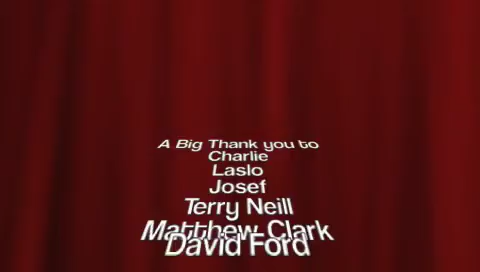 A Big Thank you to
Charlie
Laslo
Josef
Terry Neill
Matthew Clark
David Ford